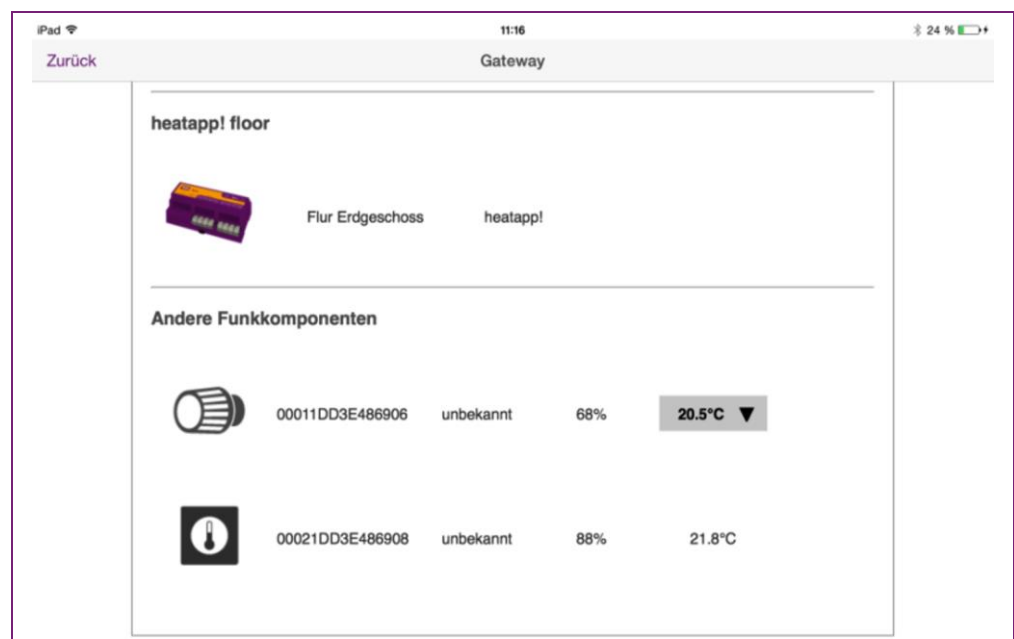 iPad 11:16 24 %
Zurück Gateway
heatapp! floor
Flur Erdgeschoss heatapp!
Andere Funkkomponenten
00011DD3E486906 unbekannt 68% 20.5°C ▼
00021DD3E486908 unbekannt 88% 21.8°C